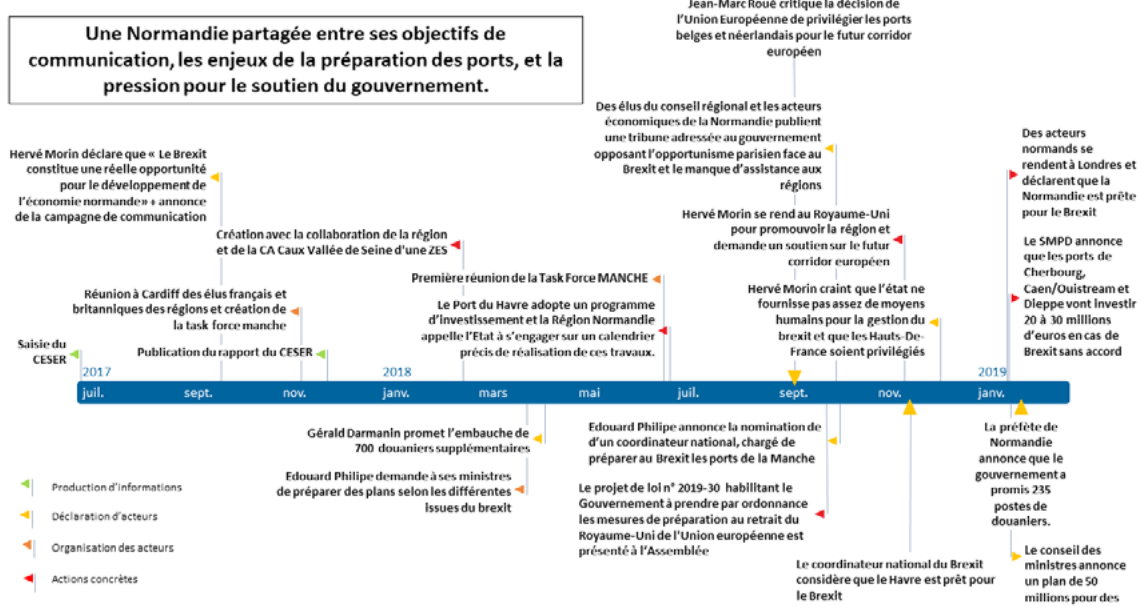 Jean-Marc Roué critique la décision de
l'Union Européenne de privilégier les ports
belges et néerlandais pour le futur corridor
européen
Une Normandie partagée entre ses objectifs de
communication, les enjeux de la préparation des ports, et la
pression pour le soutien du gouvernement.
Des élus du conseil régional et les acteurs
économiques de la Normandie publient
une tribune adressée au gouvernement
opposant l'opportunisme parisien face au
Brexit et le manque d'assistance aux
régions
Des acteurs
normands se
rendent à Londres et
déclarent que la
Normandie est prête
pour le Brexit
Hervé Morin déclare que « Le Brexit
constitue une réelle opportunité
pour le développement de
l'économie normande» + annonce
de la campagne de communication
Création avec la collaboration de la région
et de la CA Caux Vallée de Seine d'une ZES
Hervé Morin se rend au Royaume-Uni
pour promouvoir la région et
demande un soutien sur le futur
corridor européen
Le SMPD annonce
que les ports de
Cherbourg,
Caen/Ouistream et
Dieppe vont investir
20 à 30 millions
d'euros en cas de
Brexit sans accord
Première réunion de la Task Force MANCHE
Réunion à Cardiff des élus français et
britanniques des régions et création de
la task force manche
Le Port du Havre adopte un programme
d'investissement et la Région Normandie
appelle l'Etat à s'engager sur un calendrier
précis de réalisation de ces travaux.
Hervé Morin craint que l'état ne
fournisse pas assez de moyens
humains pour la gestion du
brexit et que les Hauts-De-
France soient privilégiés
Saisie du
CESER
Publication du rapport du CESER
2017
2018
2019
juil.
sept.
nov.
janv.
mars
mai
juil.
sept.
nov.
janv.
Gérald Darmanin promet l'embauche de
700 douaniers supplémentaires
Edouard Philipe demande à ses ministres
de préparer des plans selon les différentes
issues du brexit
Edouard Philipe annonce la nomination de
d'un coordinateur national, chargé de
préparer au Brexit les ports de la Manche
Le projet de loi n° 2019-30 habilitant le
Gouvernement à prendre par ordonnance
les mesures de préparation au retrait du
Royaume-Uni de l'Union européenne est
présenté à l'Assemblée
La préfète de
Normandie
annonce que le
gouvernement a
promis 235
postes de
douaniers.
Le coordinateur national du Brexit
considère que le Havre est prêt pour
le Brexit
Le conseil des
ministres annonce
un plan de 50
millions pour des
Production d'informations
Déclaration d'acteurs
Organisation des acteurs
Actions concrètes